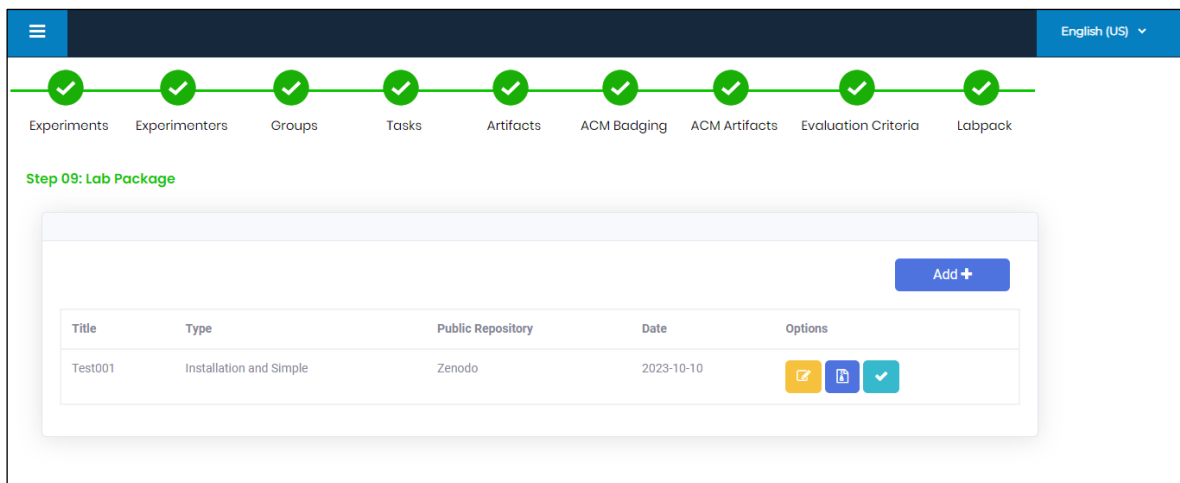 English (US)
Experiments Experimenters Groups Tasks Artifacts ACM Badging ACM Artifacts Evaluation Criteria Labpack
Step 09: Lab Package
Add +
Title Type Public Repository Date Options
Test001 Installation and Simple Zenodo 2023-10-10